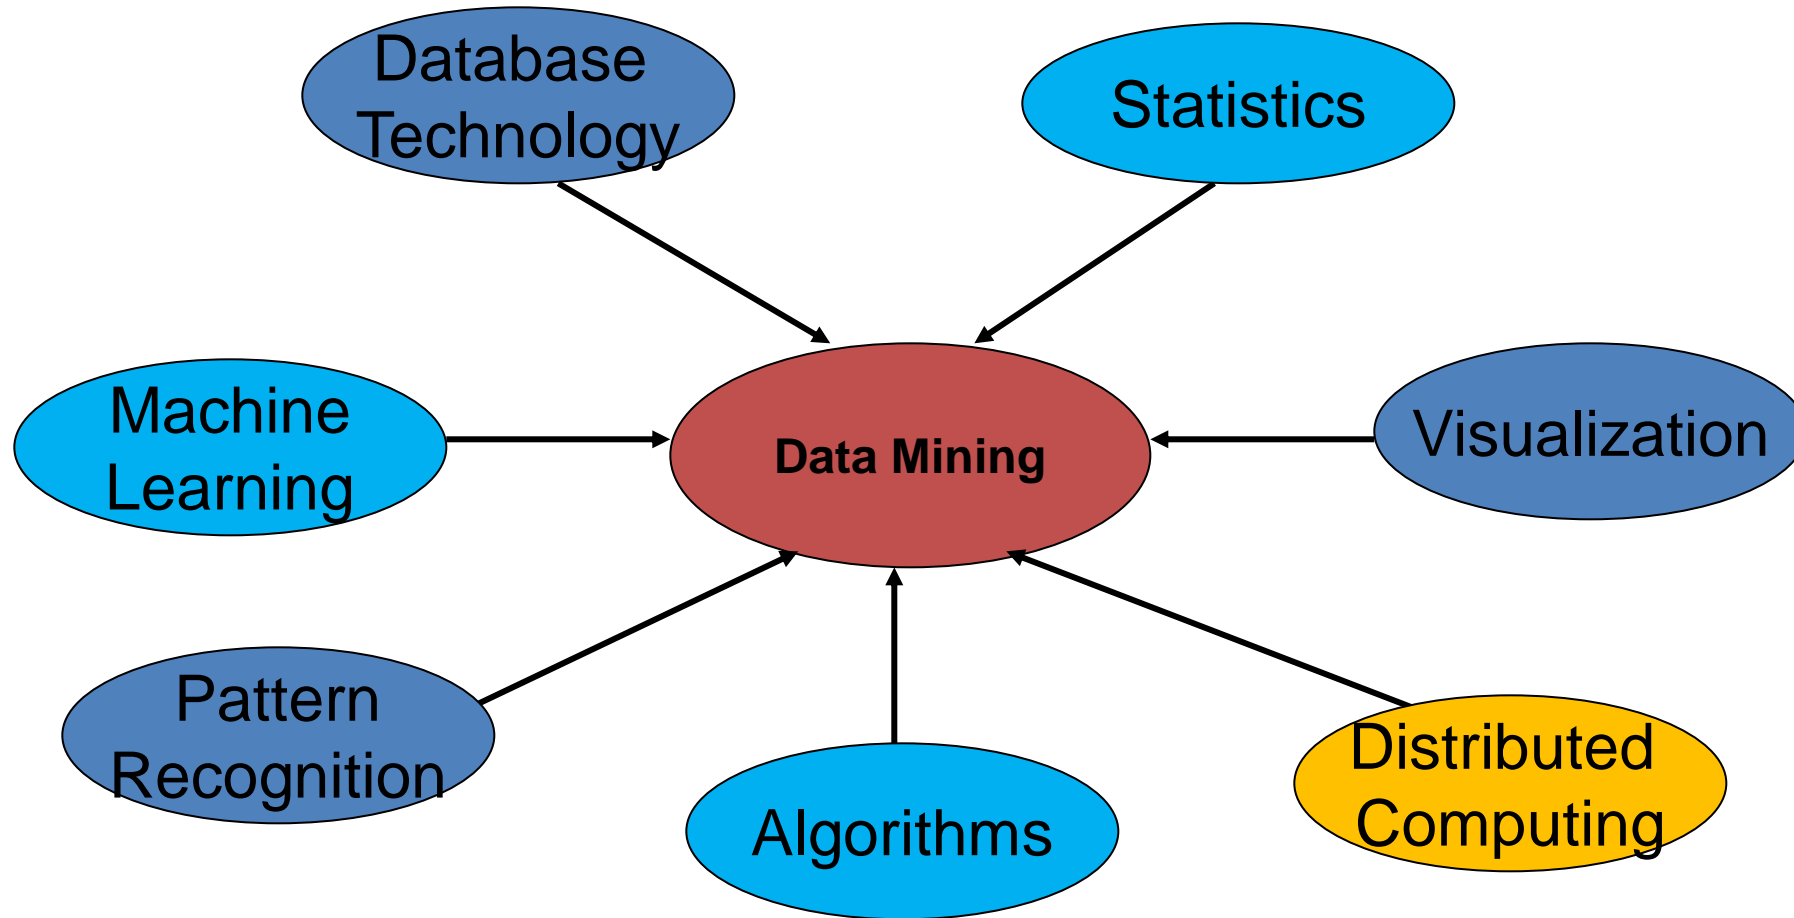 Database
Technology
Statistics
Machine
Learning
Data Mining
Visualization
Pattern
Recognition
Algorithms
Distributed
Computing